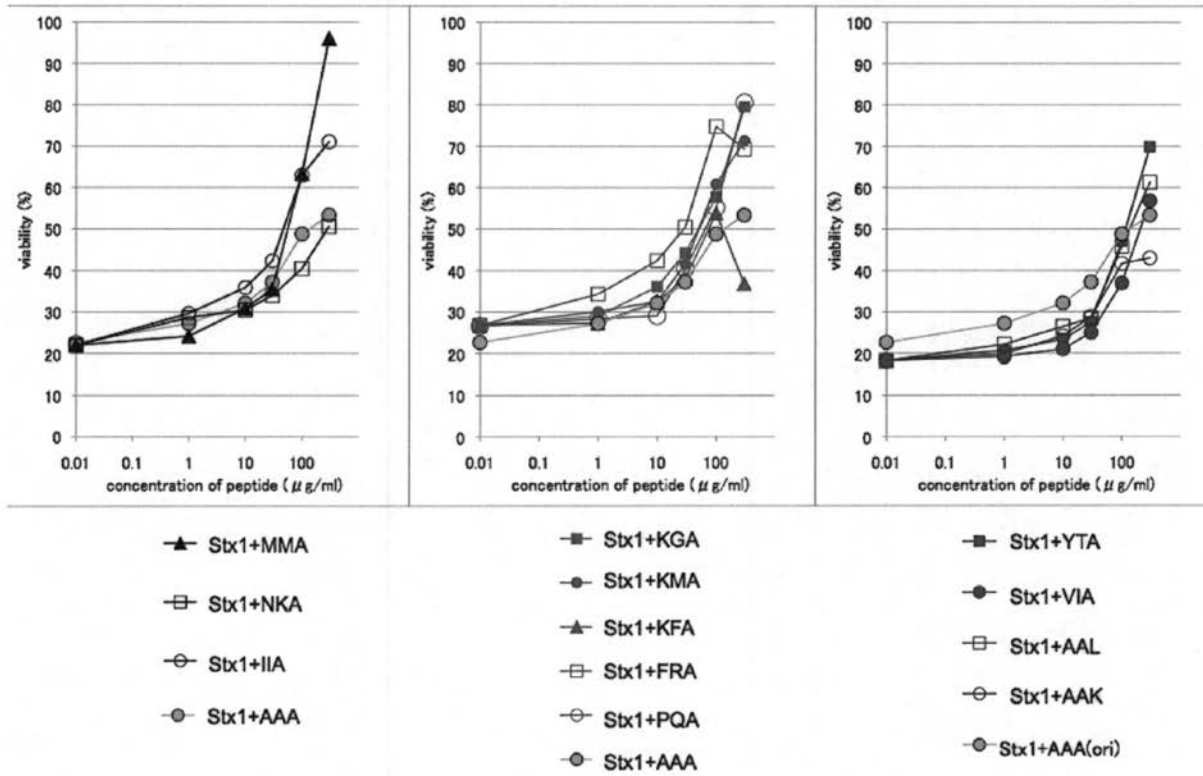 100
90
80
70
60
50
40
30
20
10
0
viability (%)
0.01 0.1 1 10 100
concentration of peptide ( μ g/ml)
100
90
80
70
60
50
40
30
20
10
0
viability (%)
0.01 0.1 1 10 100
concentration of peptide ( μ g/ml)
100
90
80
70
60
50
40
30
20
10
0
viability (%)
0.01 0.1 1 10 100
concentration of peptide ( μ g/ml)
Stx1+MMA
Stx1+NKA
Stx1+IIA
Stx1+AAA
Stx1+KGA
Stx1+KMA
Stx1+KFA
Stx1+FRA
Stx1+PQA
Stx1+AAA
Stx1+YTA
Stx1+VIA
Stx1+AAL
Stx1+AAK
Stx1+AAA(ori)